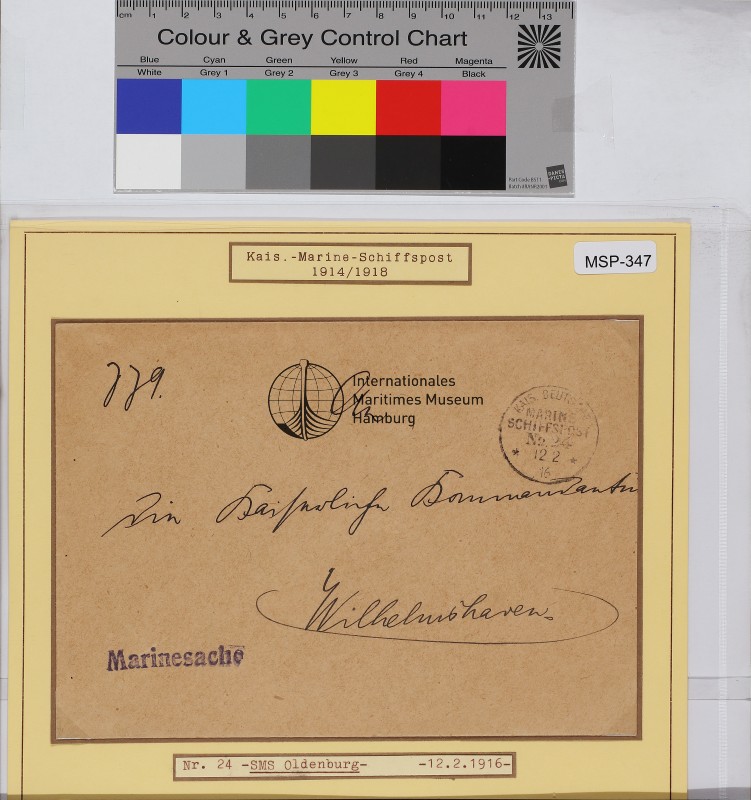 cm 1 2 3 4 5 6 7 8 9 10 11 12 13
Colour & Grey Control Chart
Blue Cyan Green Yellow Red Magenta
White Grey 1 Grey 2 Grey 3 Grey 4 Black
DANES PICTA
Kais.-Marine-Schiffspost
1914/1918
MSP-347
Internationales
Maritimes Museum
Hamburg
KAIS. DEUTSCHE
MARINE
SCHIFFSPOST
No. 24
* 12 2 *
16
Kaiserliche Kommandantur
Wilhelmshaven.
Marinesache
Nr. 24 -SMS Oldenburg- -12.2.1916-